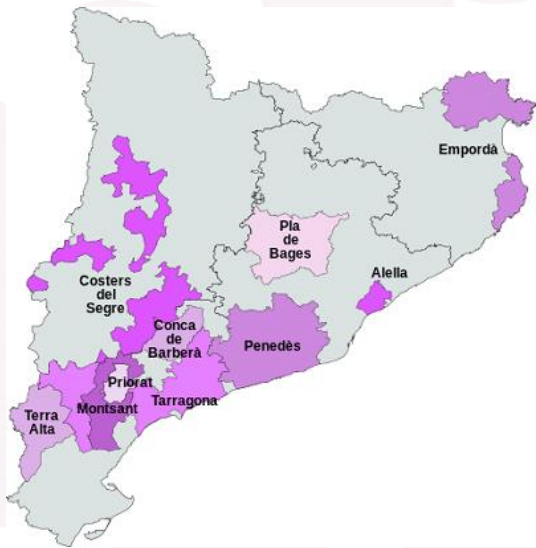 Empordà
Pla
de
Bages
Alella
Costers
del
Segre
Conca
de
Barberà
Penedès
Priorat
Tarragona
Montsant
Terra
Alta